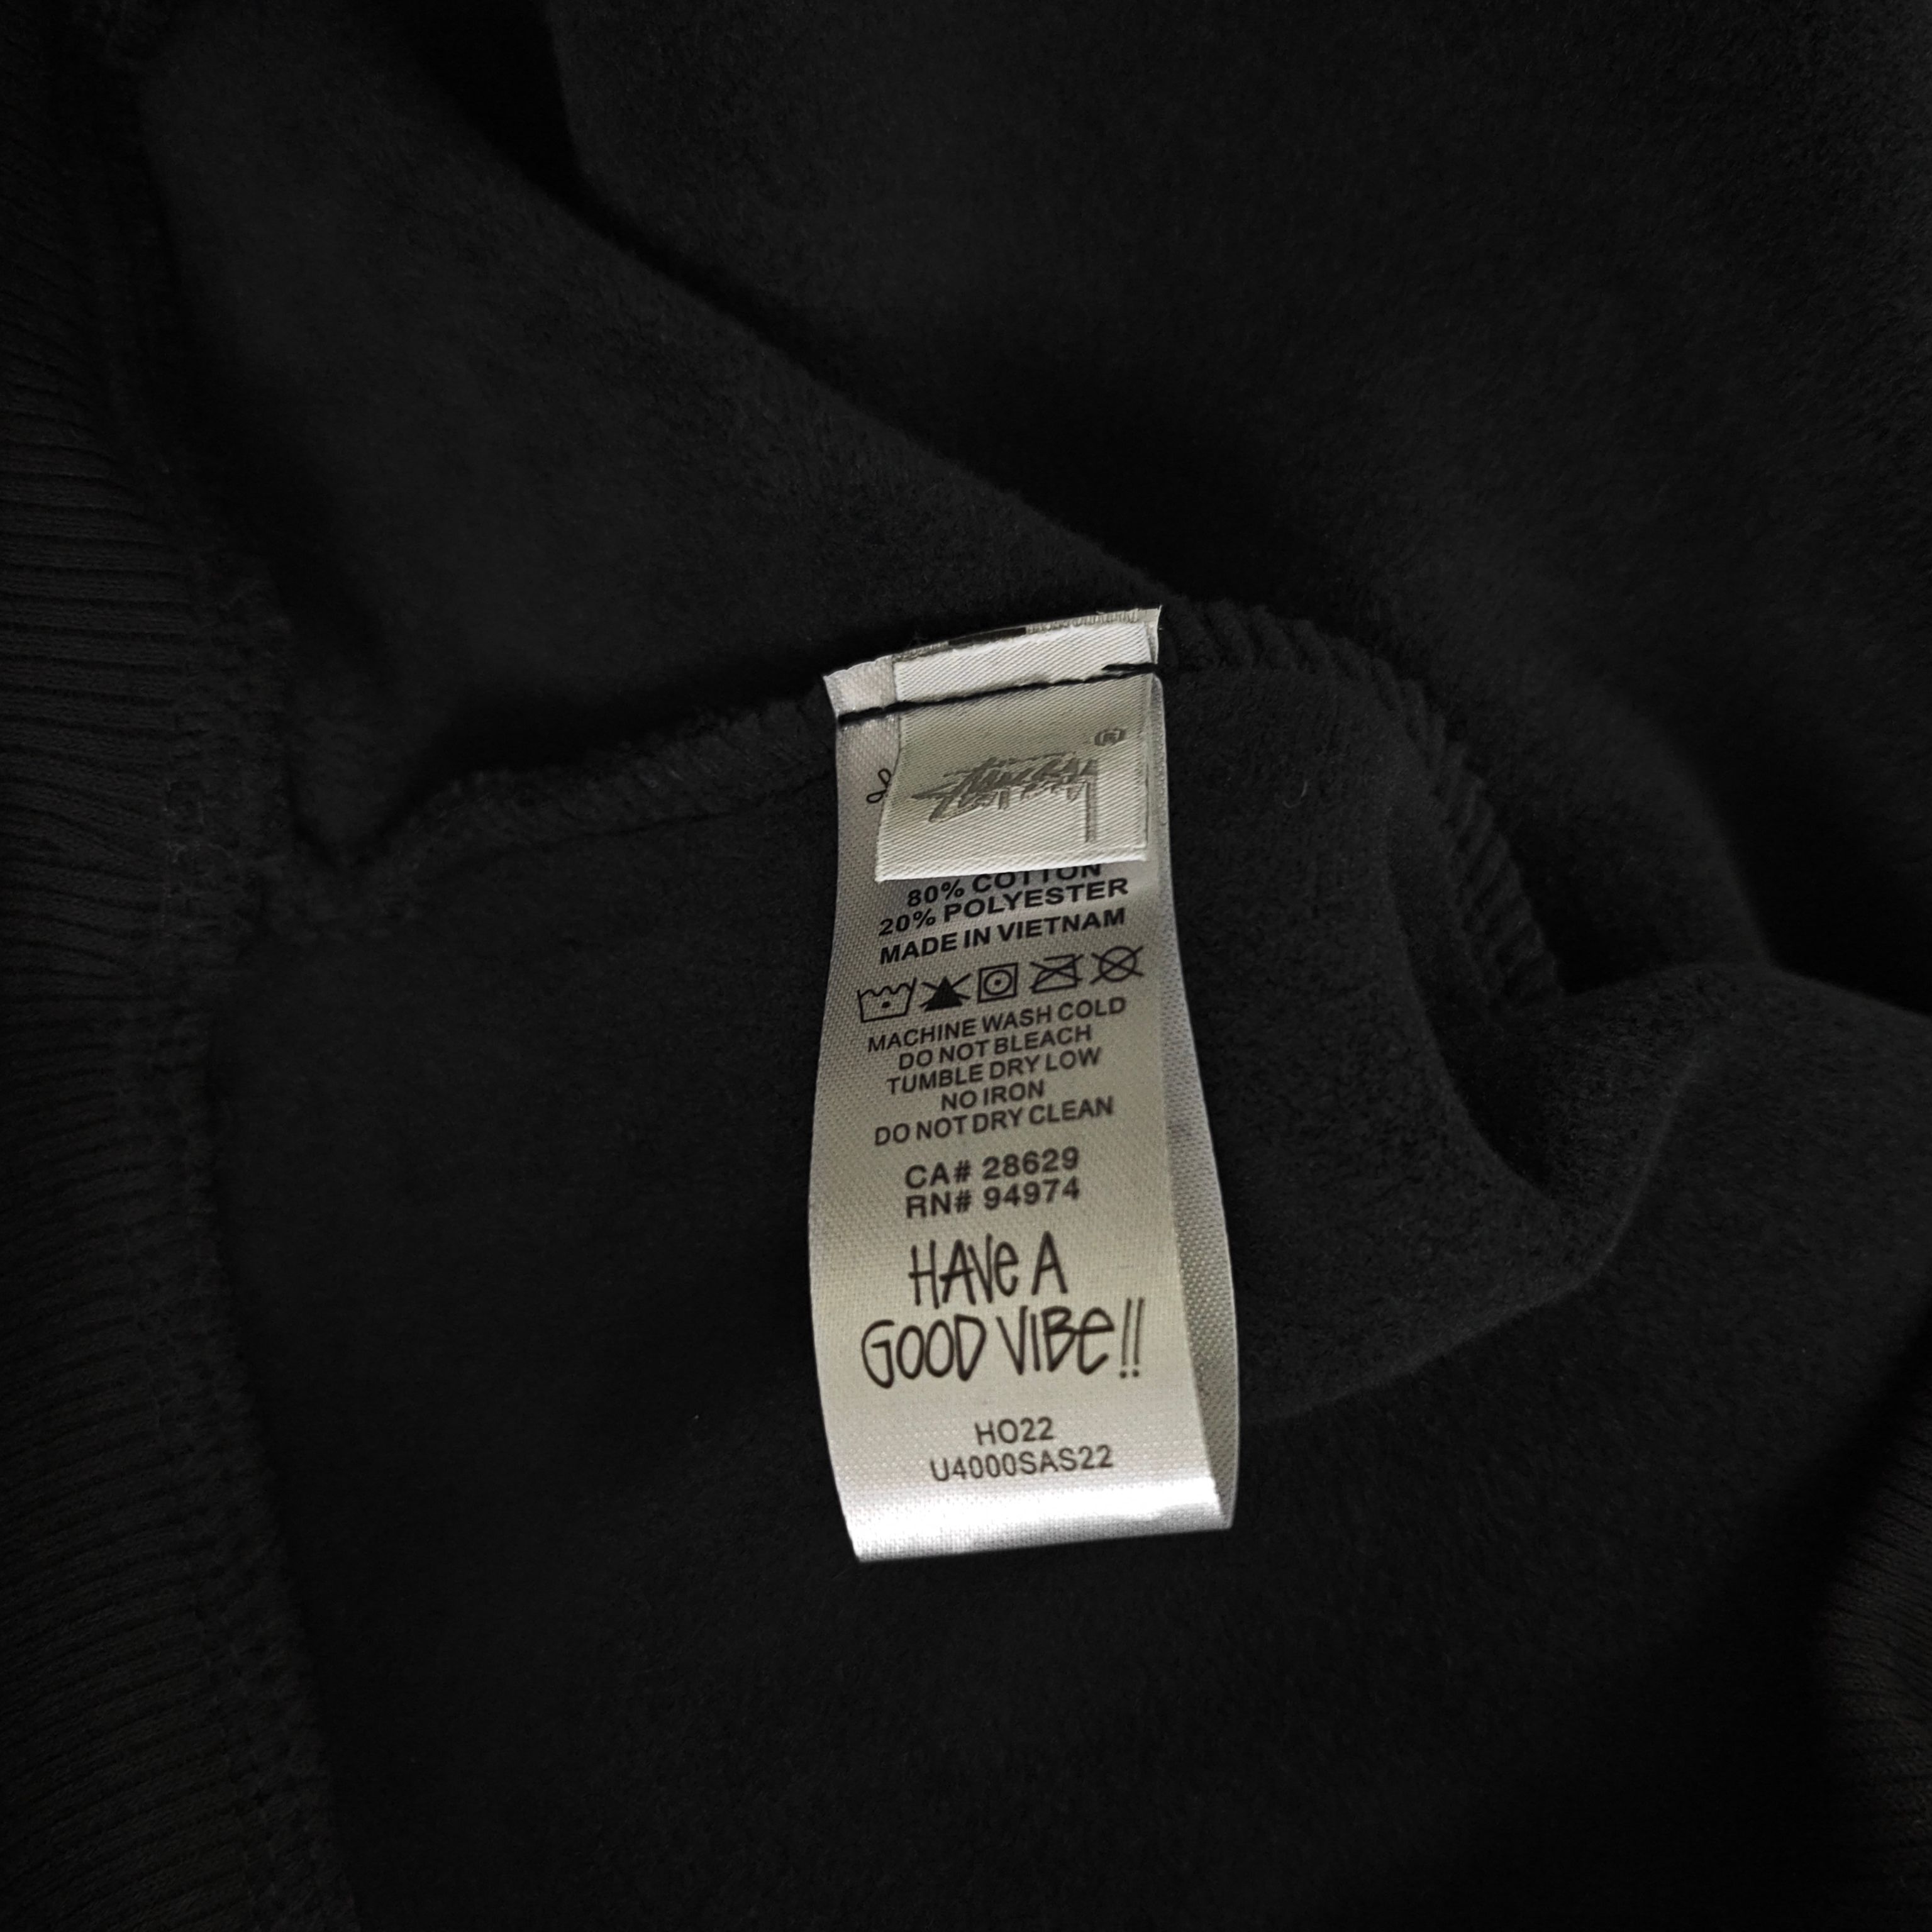 Stüssy ®
80% COTTON
20% POLYESTER
MADE IN VIETNAM
MACHINE WASH COLD
DO NOT BLEACH
TUMBLE DRY LOW
NO IRON
DO NOT DRY CLEAN
CA# 28629
RN# 94974
HAVe A
GOOD VIBe!!
HO22
U4000SAS22